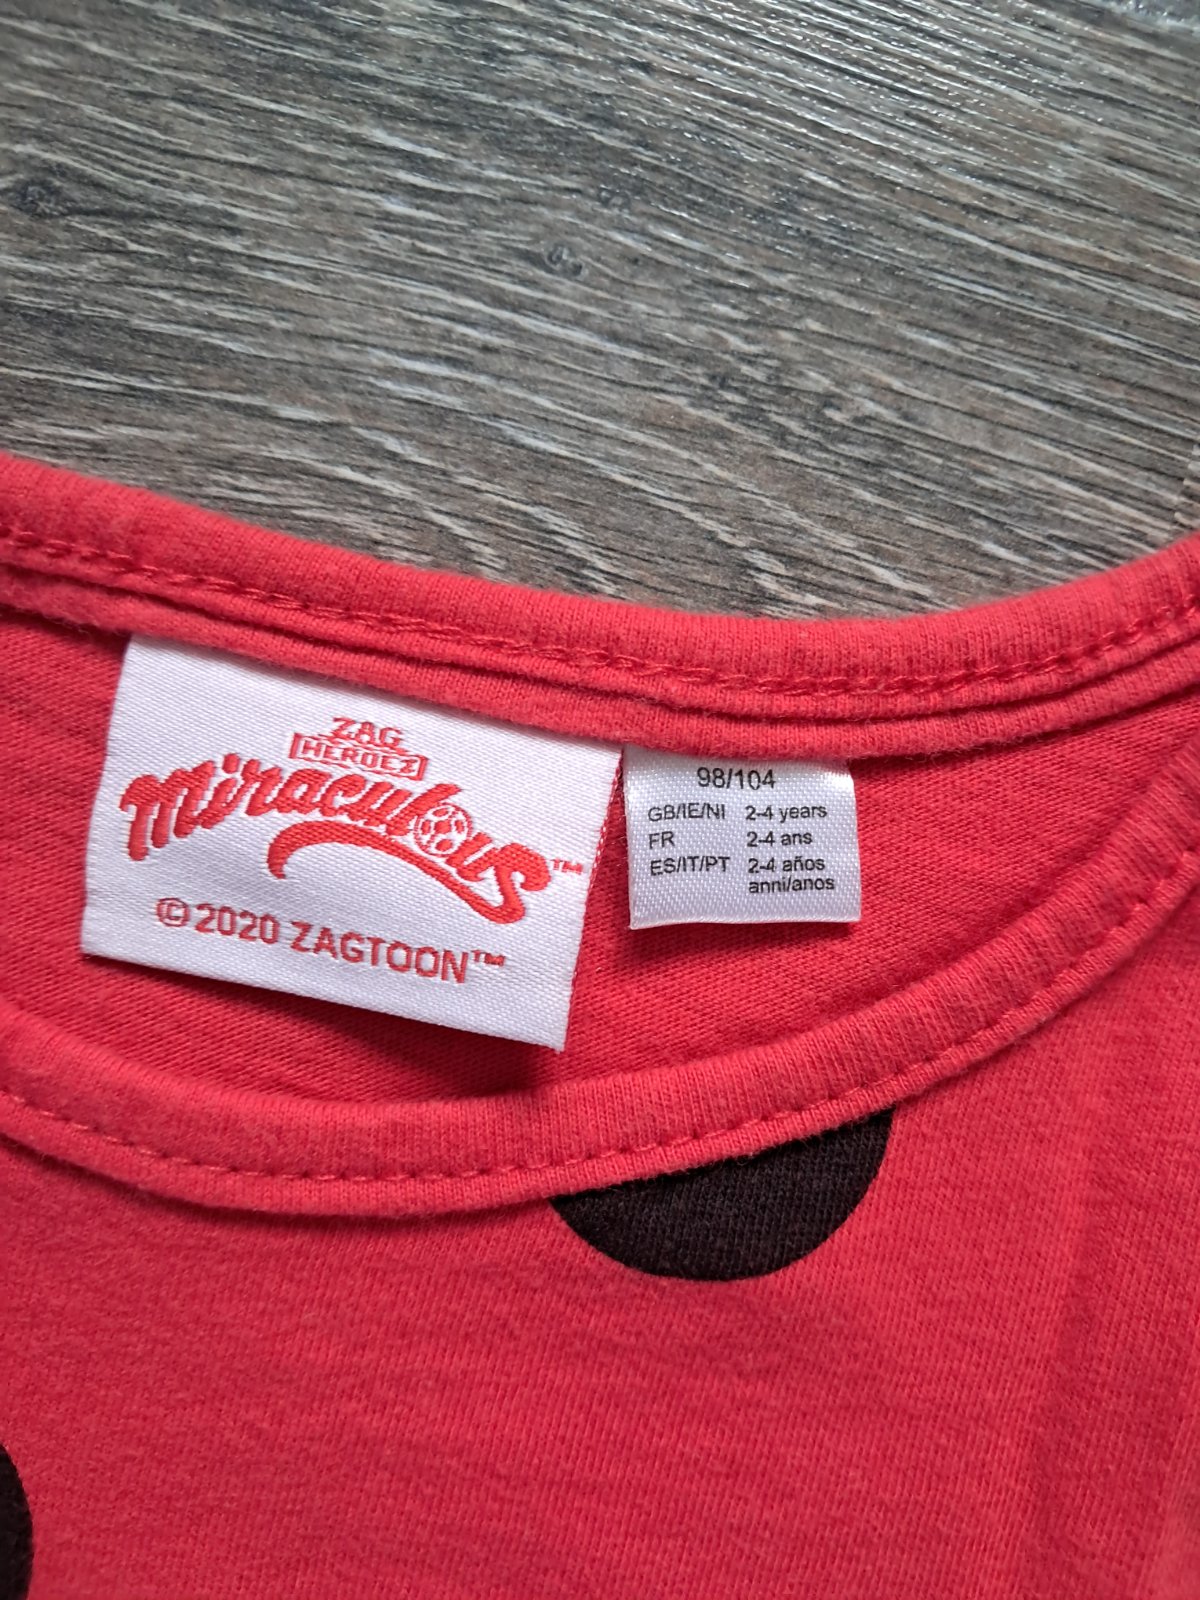 ZAG
HEROEZ
Miraculous™
© 2020 ZAGTOON™
98/104
GB/IE/NI 2-4 years
FR 2-4 ans
ES/IT/PT 2-4 años
anni/anos